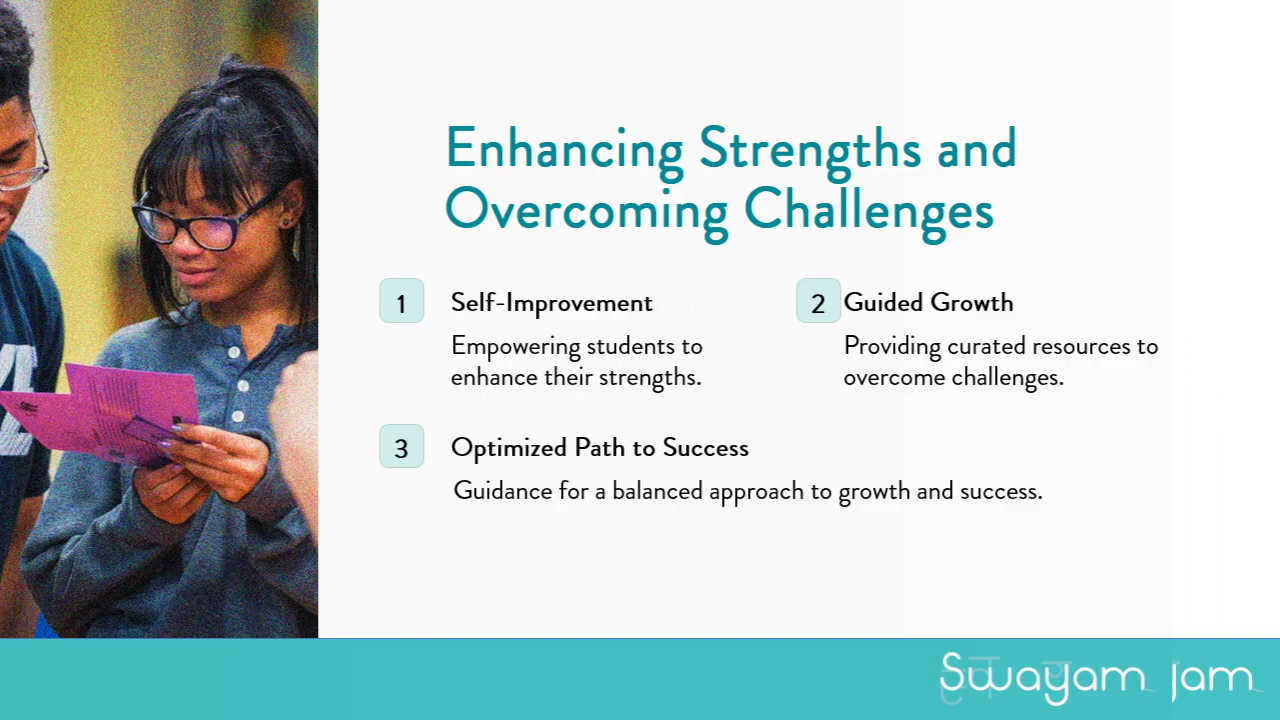 Enhancing Strengths and
Overcoming Challenges
1
Self-Improvement
Empowering students to
enhance their strengths.
2
Guided Growth
Providing curated resources to
overcome challenges.
3
Optimized Path to Success
Guidance for a balanced approach to growth and success.
Swayam Jam